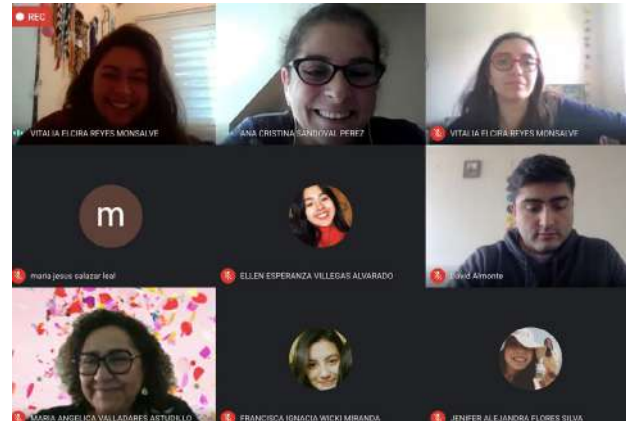 REC
VITALIA ELCIRA REYES MONSALVE
ANA CRISTINA SANDOVAL PEREZ
VITALIA ELCIRA REYES MONSALVE
m
maria jesus salazar leal
ELLEN ESPERANZA VILLEGAS ALVARADO
David Almonte
MARIA ANGELICA VALLADARES ASTUDILLO
FRANCISCA IGNACIA WICKI MIRANDA
JENIFER ALEJANDRA FLORES SILVA